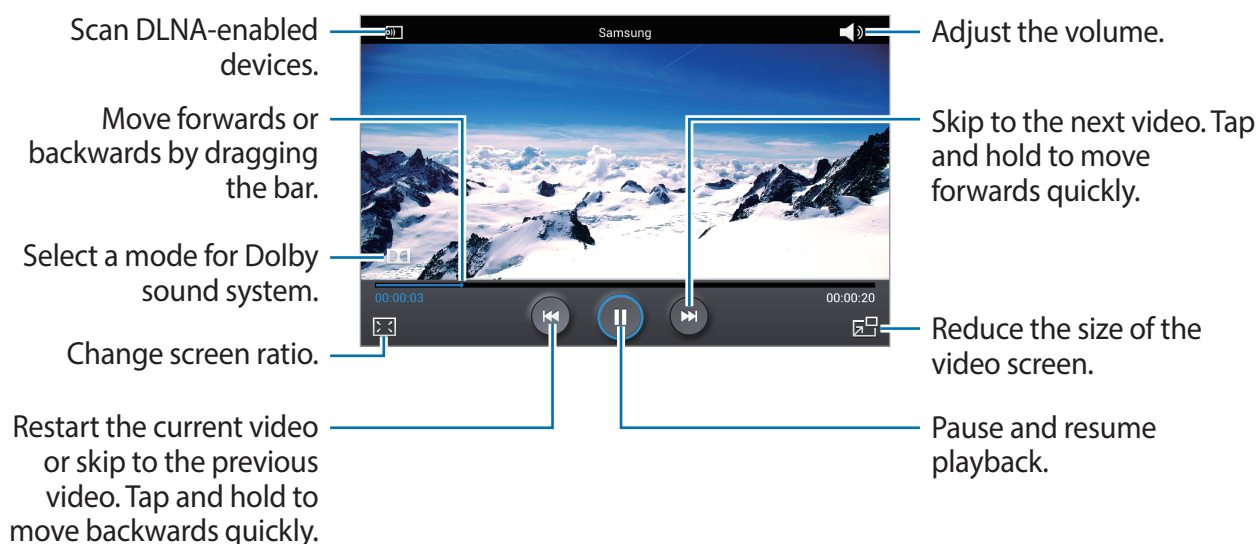 Scan DLNA-enabled
devices.
Move forwards or
backwards by dragging
the bar.
Select a mode for Dolby
sound system.
Change screen ratio.
Restart the current video
or skip to the previous
video. Tap and hold to
move backwards quickly.
Samsung
00:00:03
00:00:20
Adjust the volume.
Skip to the next video. Tap
and hold to move
forwards quickly.
Reduce the size of the
video screen.
Pause and resume
playback.